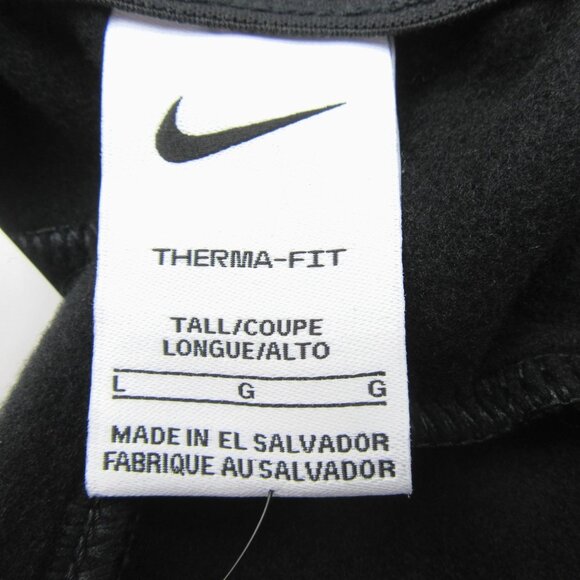 THERMA-FIT
TALL/COUPE
LONGUE/ALTO
L G G
MADE IN EL SALVADOR
FABRIQUE AU SALVADOR